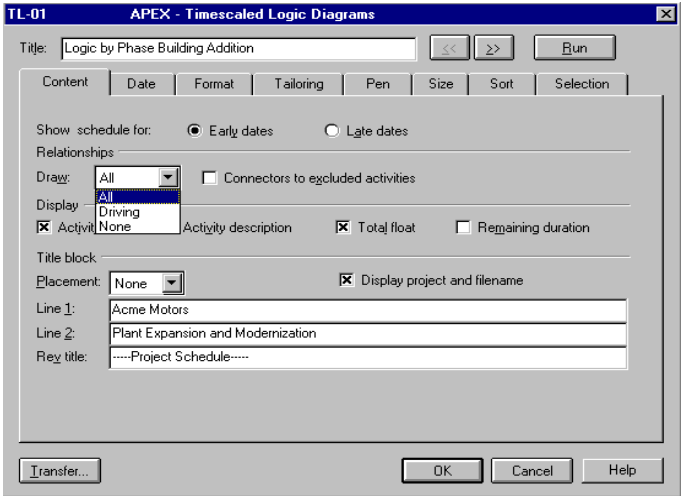 TL-01 APEX - Timescaled Logic Diagrams
Title: Logic by Phase Building Addition << >> Run
Content Date Format Tailoring Pen Size Sort Selection
Show schedule for: Early dates Late dates
Relationships
Draw: All Connectors to excluded activities
All
Display
Driving
None
Activit Activity description Total float Remaining duration
Title block
Placement: None Display project and filename
Line 1: Acme Motors
Line 2: Plant Expansion and Modernization
Rev title: -----Project Schedule-----
Transfer... OK Cancel Help